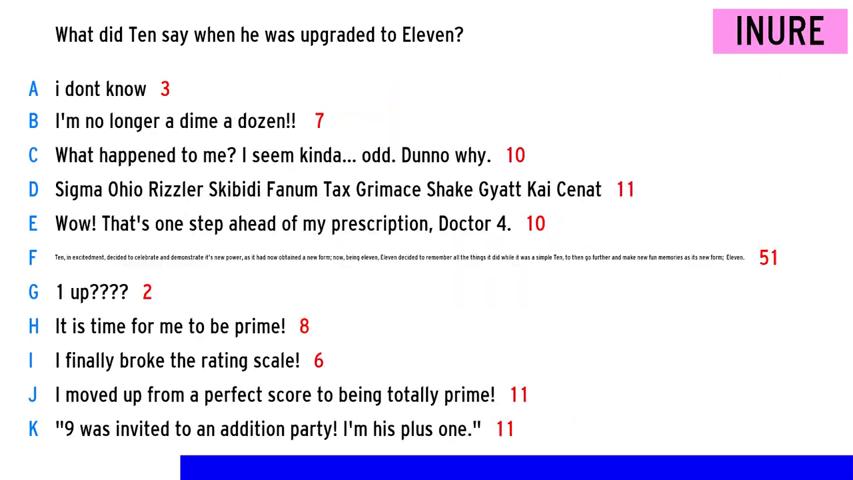 What did Ten say when he was upgraded to Eleven?
INURE
A i dont know 3
B I'm no longer a dime a dozen!! 7
C What happened to me? I seem kinda... odd. Dunno why. 10
D Sigma Ohio Rizzler Skibidi Fanum Tax Grimace Shake Gyatt Kai Cenat 11
E Wow! That's one step ahead of my prescription, Doctor 4. 10
F Ten, in excitedment, decided to celebrate and demonstrate it's new power, as it had now obtained a new form; now, being eleven, Eleven decided to remember all the things it did while it was a simple Ten, to then go further and make new fun memories as its new form; Eleven. 51
G 1 up???? 2
H It is time for me to be prime! 8
I I finally broke the rating scale! 6
J I moved up from a perfect score to being totally prime! 11
K "9 was invited to an addition party! I'm his plus one." 11